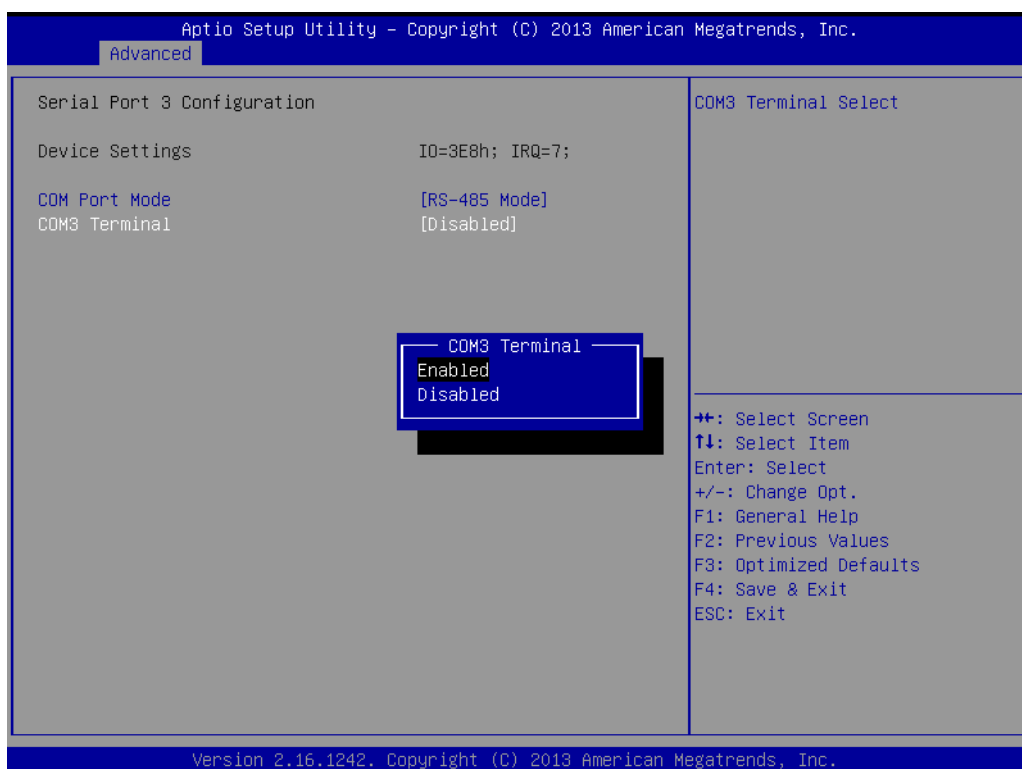 Aptio Setup Utility – Copyright (C) 2013 American Megatrends, Inc.
Advanced
Serial Port 3 Configuration
Device Settings IO=3E8h; IRQ=7;
COM Port Mode [RS-485 Mode]
COM3 Terminal [Disabled]
COM3 Terminal
Enabled
Disabled
COM3 Terminal Select
→←: Select Screen
↑↓: Select Item
Enter: Select
+/-: Change Opt.
F1: General Help
F2: Previous Values
F3: Optimized Defaults
F4: Save & Exit
ESC: Exit
Version 2.16.1242. Copyright (C) 2013 American Megatrends, Inc.